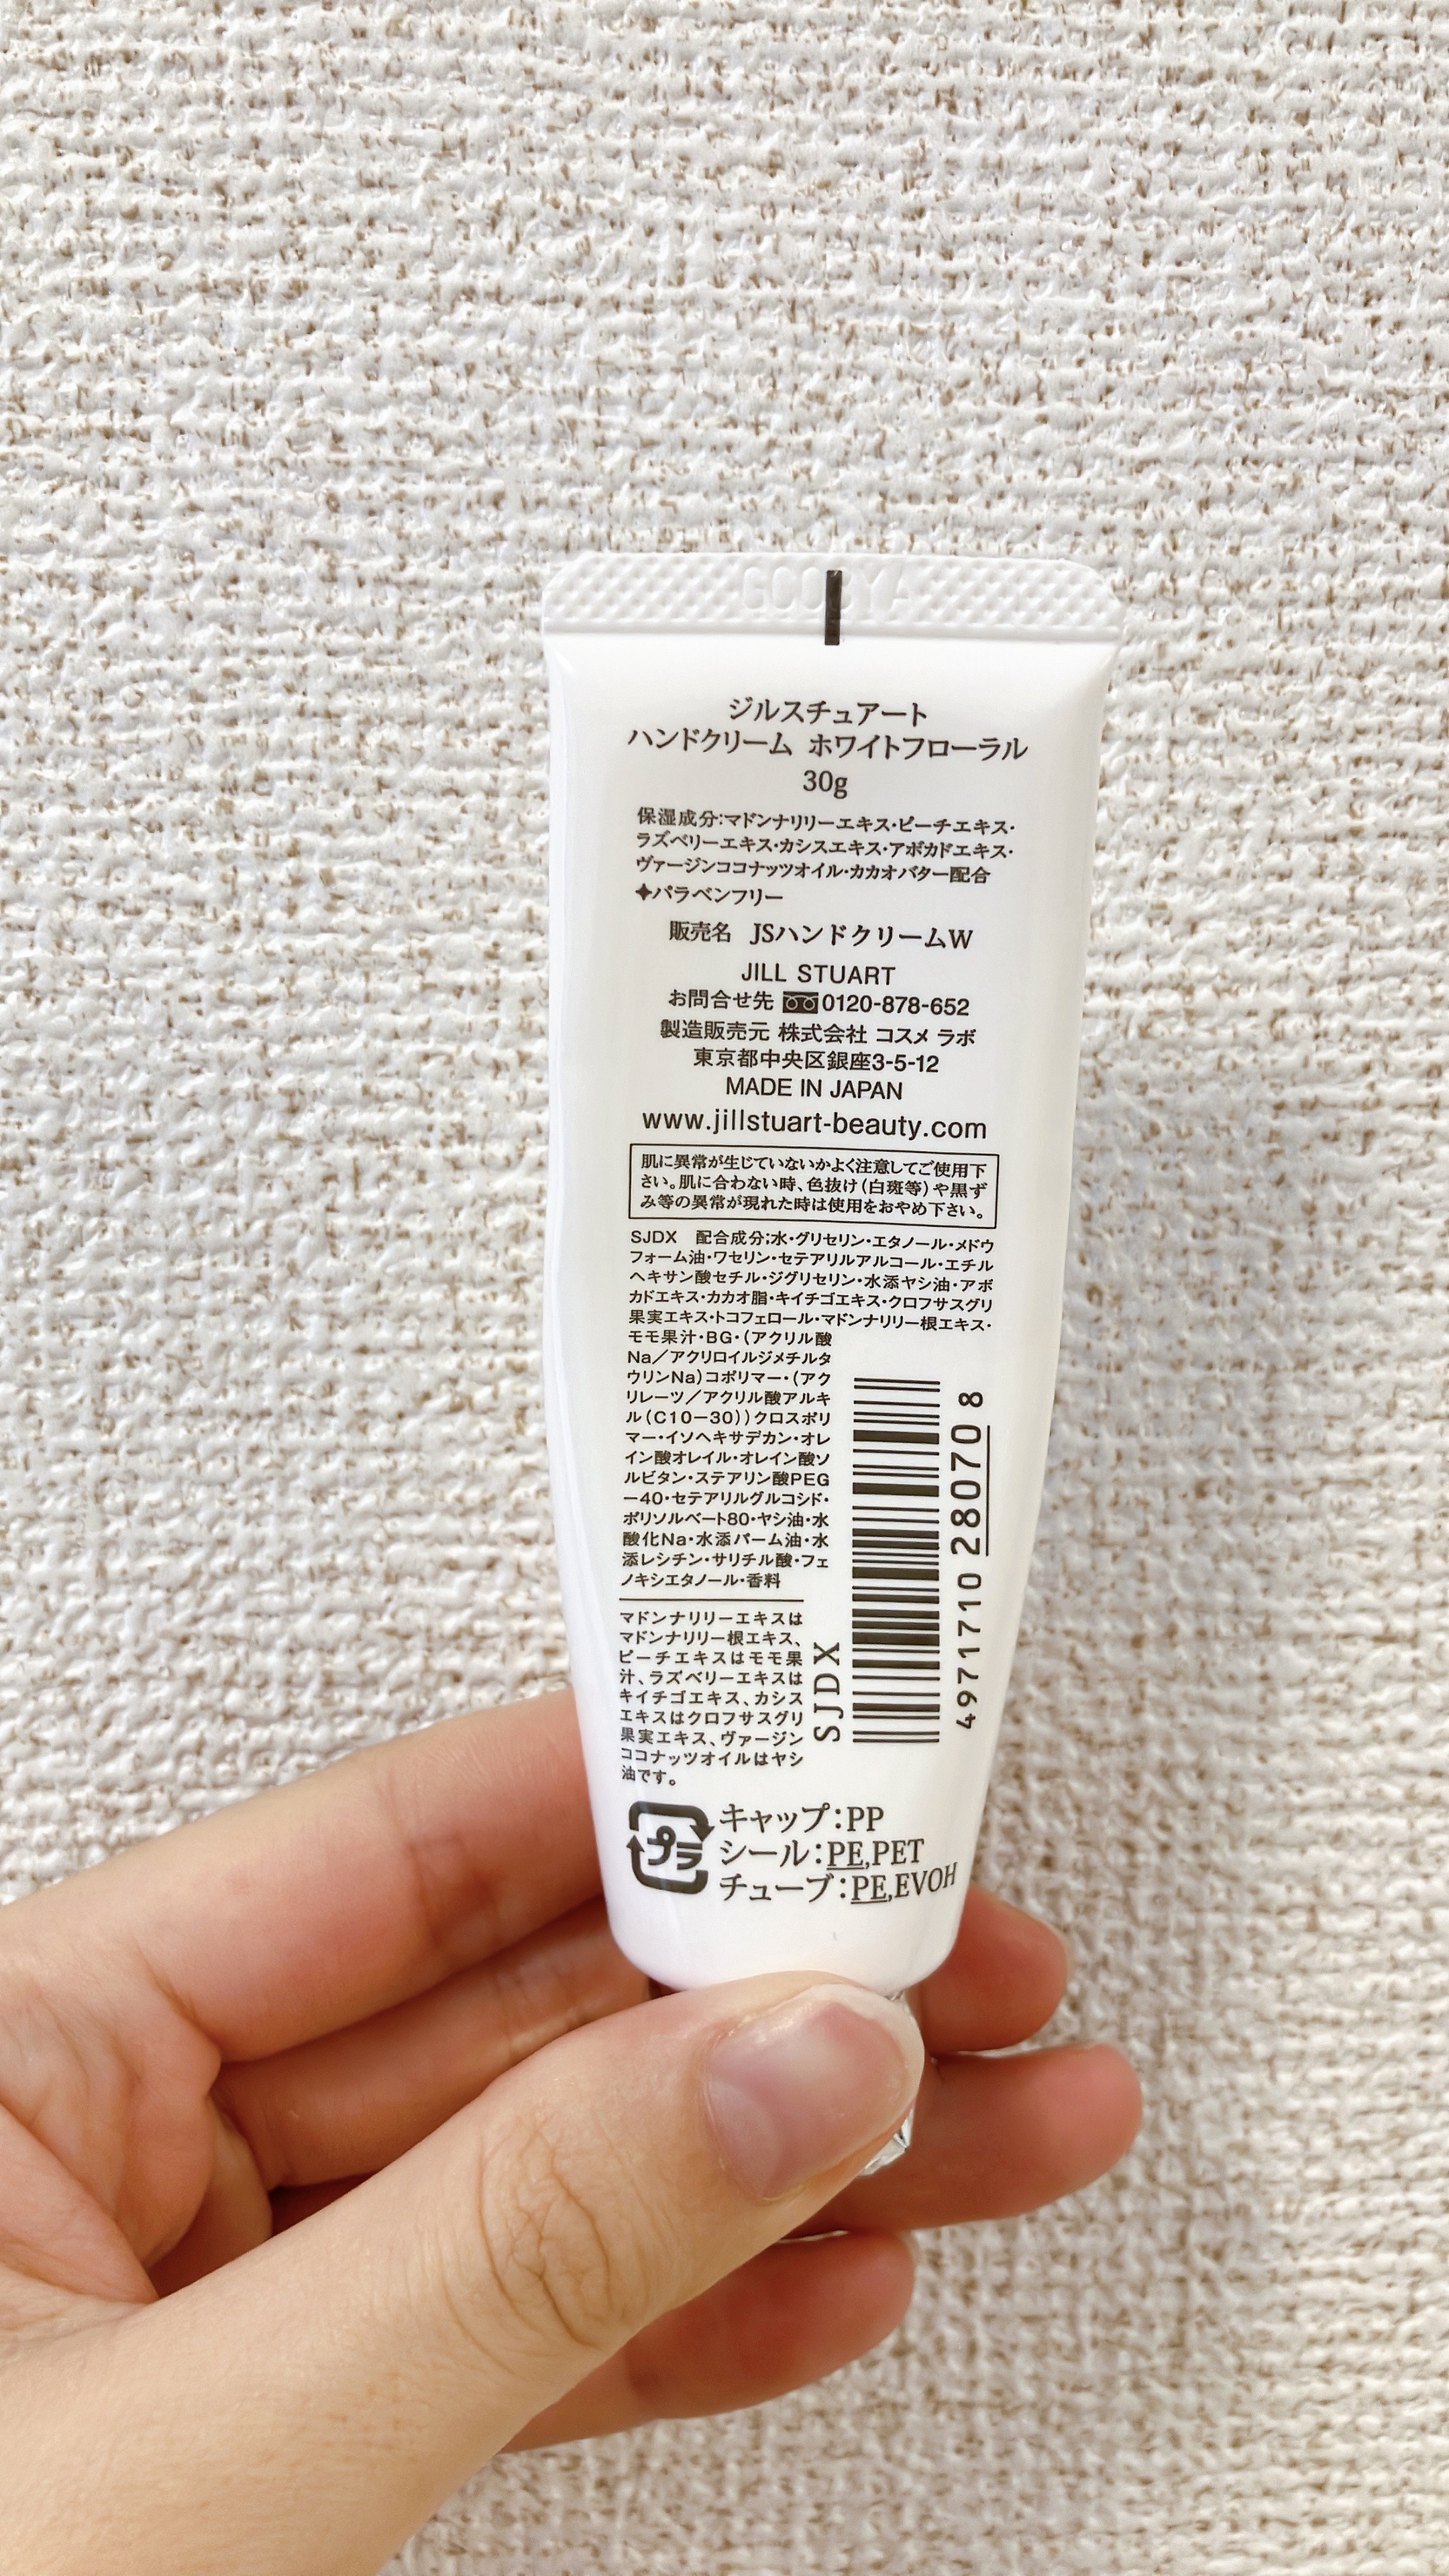 ジルスチュアート
ハンドクリーム ホワイトフローラル
30g
保湿成分:マドンナリリーエキス・ピーチエキス・
ラズベリーエキス・カシスエキス・アボカドエキス・
ヴァージンココナッツオイル・カカオバター配合
✦パラベンフリー
販売名 JSハンドクリームW
JILL STUART
お問合せ先 0120-878-652
製造販売元 株式会社 コスメ ラボ
東京都中央区銀座3-5-12
MADE IN JAPAN
www.jillstuart-beauty.com
肌に異常が生じていないかよく注意してご使用下
さい。肌に合わない時、色抜け(白斑等)や黒ず
み等の異常が現れた時は使用をおやめ下さい。
SJDX 配合成分;水・グリセリン・エタノール・メドウ
フォーム油・ワセリン・セテアリルアルコール・エチル
ヘキサン酸セチル・ジグリセリン・水添ヤシ油・アボ
カドエキス・カカオ脂・キイチゴエキス・クロフサスグリ
果実エキス・トコフェロール・マドンナリリー根エキス・
モモ果汁・BG・(アクリル酸
Na/アクリロイルジメチルタ
ウリンNa)コポリマー・(アク
リレーツ/アクリル酸アルキ
ル(C10-30))クロスポリ
マー・イソヘキサデカン・オレ
イン酸オレイル・オレイン酸ソ
ルビタン・ステアリン酸PEG
-40・セテアリルグルコシド・
ポリソルベート80・ヤシ油・水
酸化Na・水添パーム油・水
添レシチン・サリチル酸・フェ
ノキシエタノール・香料
マドンナリリーエキスは
マドンナリリー根エキス、
ピーチエキスはモモ果
汁、ラズベリーエキスは
キイチゴエキス、カシス
エキスはクロフサスグリ
果実エキス、ヴァージン
ココナッツオイルはヤシ
油です。
SJDX
4971710 28070 8
プラ
キャップ:PP
シール:PE,PET
チューブ:PE,EVOH